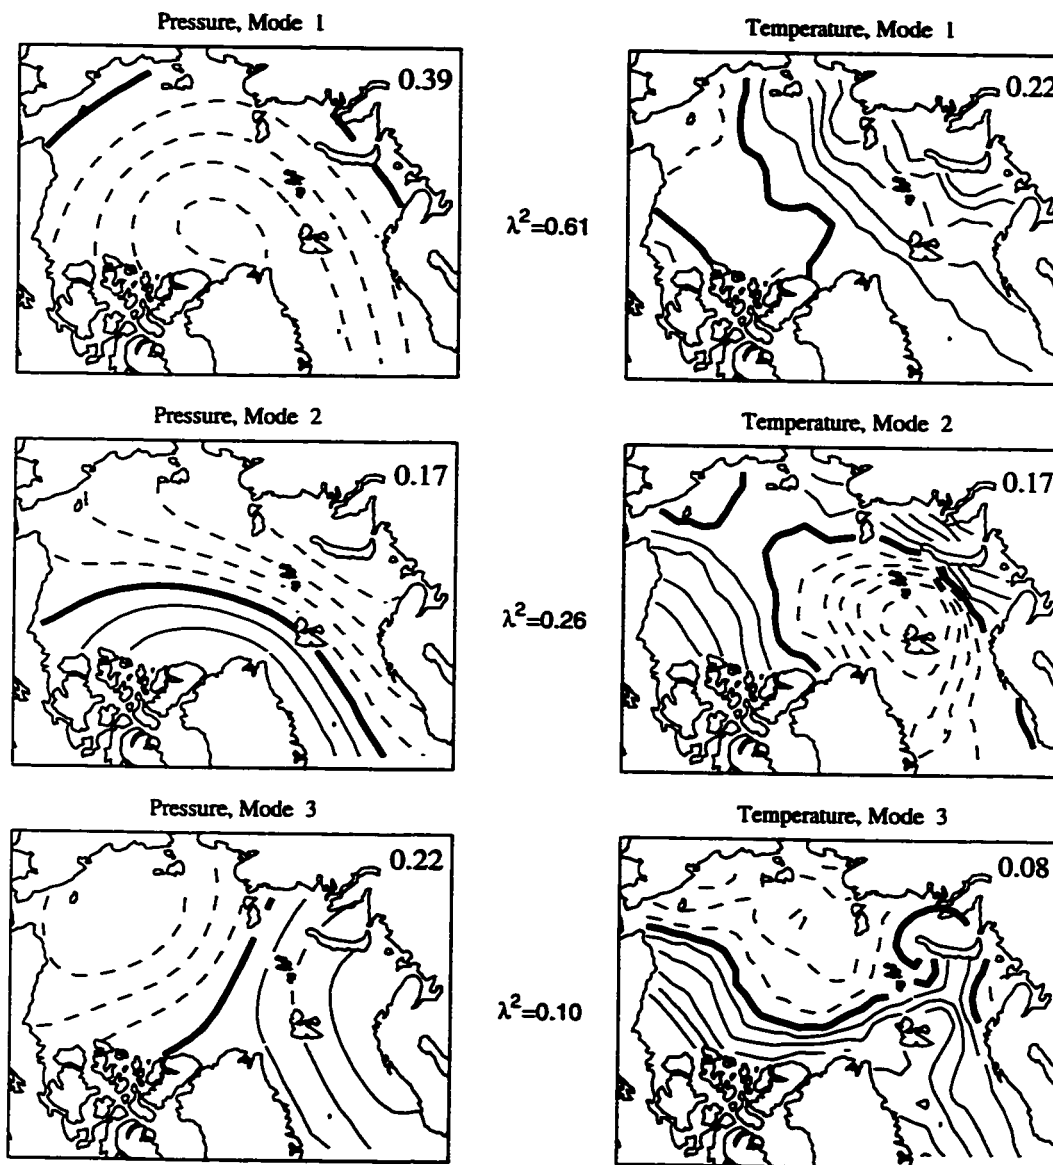 Pressure, Mode 1
Temperature, Mode 1
0.39
0.22
λ²=0.61
Pressure, Mode 2
Temperature, Mode 2
0.17
0.17
λ²=0.26
Pressure, Mode 3
Temperature, Mode 3
0.22
0.08
λ²=0.10